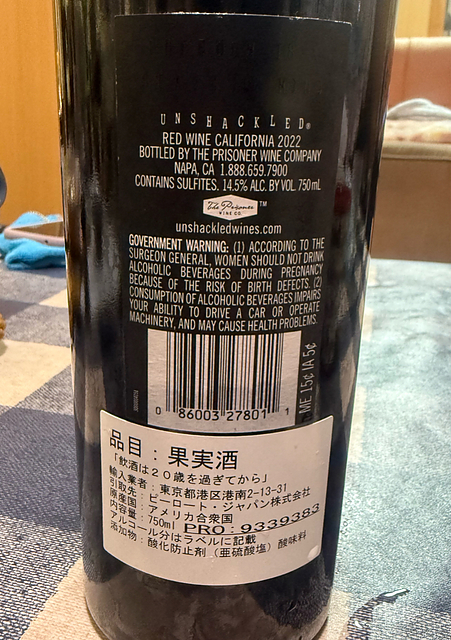 UNSHACKLED®
RED WINE CALIFORNIA 2022
BOTTLED BY THE PRISONER WINE COMPANY
NAPA, CA 1.888.659.7900
CONTAINS SULFITES. 14.5% ALC. BY VOL. 750 mL
The Prisoner ™
WINE CO.
unshackledwines.com
GOVERNMENT WARNING: (1) ACCORDING TO THE
SURGEON GENERAL, WOMEN SHOULD NOT DRINK
ALCOHOLIC BEVERAGES DURING PREGNANCY
BECAUSE OF THE RISK OF BIRTH DEFECTS. (2)
CONSUMPTION OF ALCOHOLIC BEVERAGES IMPAIRS
YOUR ABILITY TO DRIVE A CAR OR OPERATE
MACHINERY, AND MAY CAUSE HEALTH PROBLEMS.
ME 15¢ IA 5¢
0 86003 27801 1
品目：果実酒
「飲酒は２０歳を過ぎてから」
輸入業者：東京都港区港南2-13-31
引取先：ピーロート・ジャパン株式会社
原産国：アメリカ合衆国
内容量：750ml PRO：9339383
アルコール分はラベルに記載
添加物：酸化防止剤（亜硫酸塩）酸味料